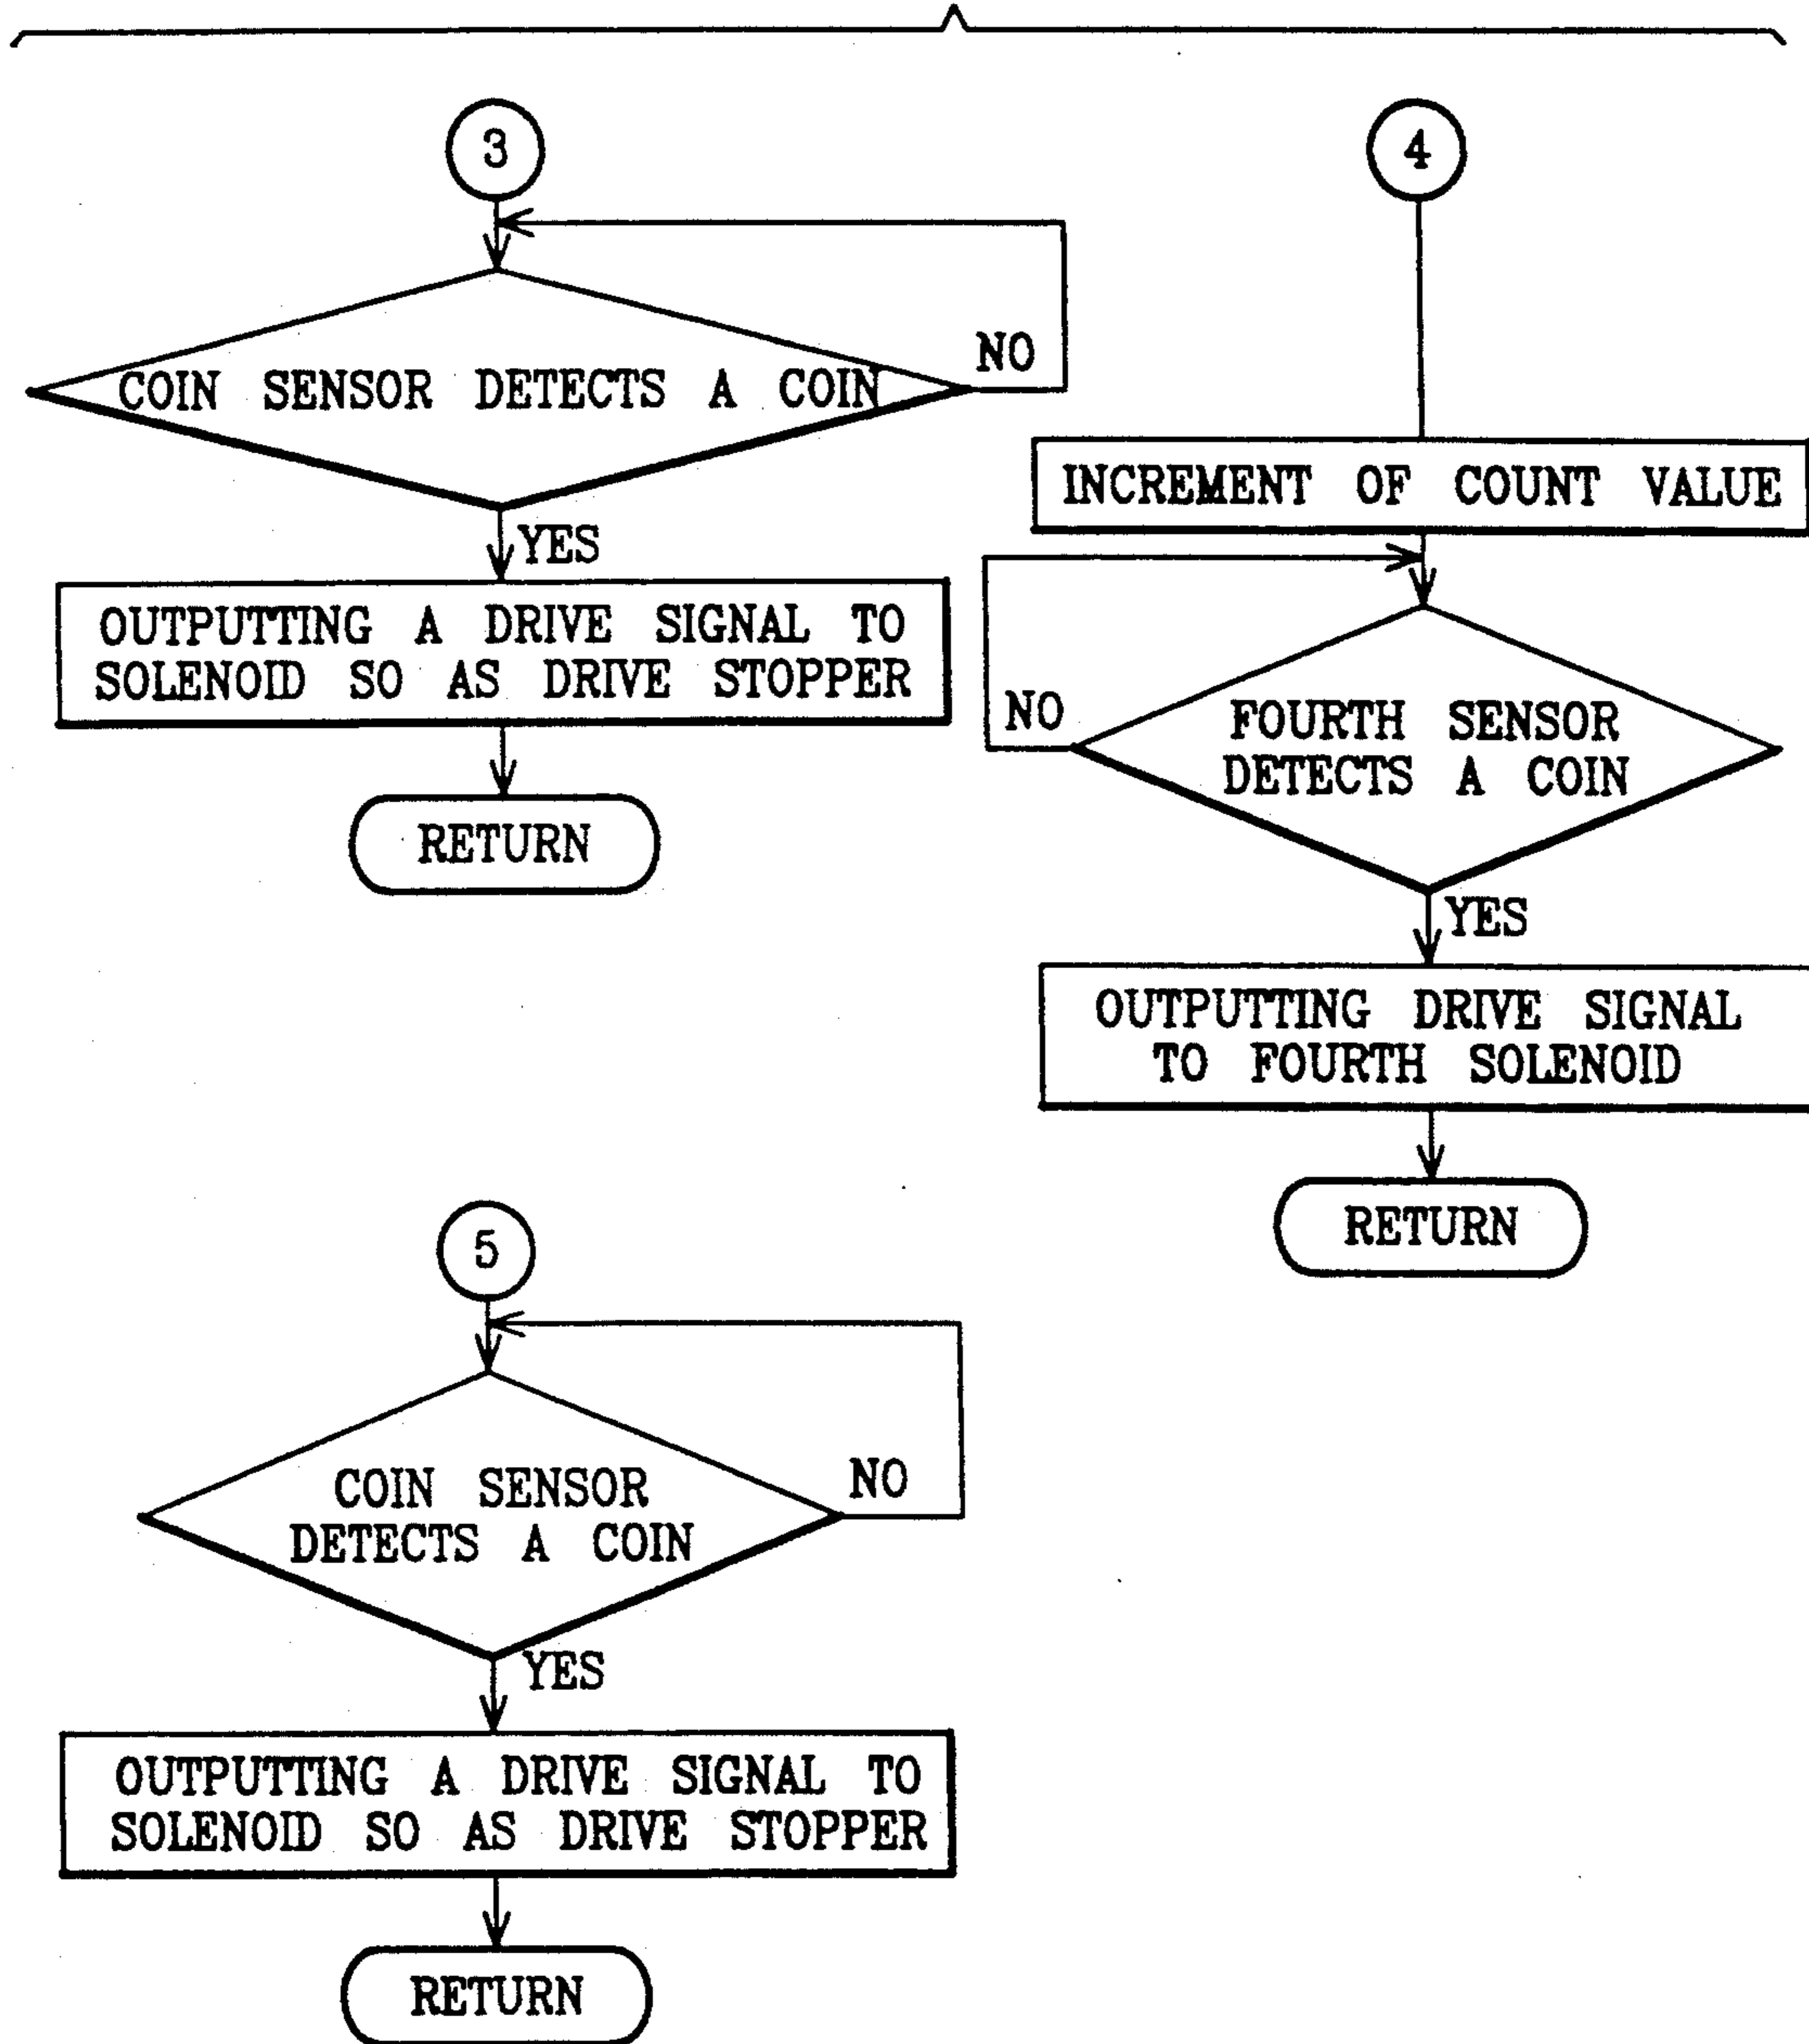 3
COIN SENSOR DETECTS A COIN
NO
YES
OUTPUTTING A DRIVE SIGNAL TO
SOLENOID SO AS DRIVE STOPPER
RETURN
4
INCREMENT OF COUNT VALUE
NO
FOURTH SENSOR
DETECTS A COIN
YES
OUTPUTTING DRIVE SIGNAL
TO FOURTH SOLENOID
RETURN
5
COIN SENSOR
DETECTS A COIN
NO
YES
OUTPUTTING A DRIVE SIGNAL TO
SOLENOID SO AS DRIVE STOPPER
RETURN